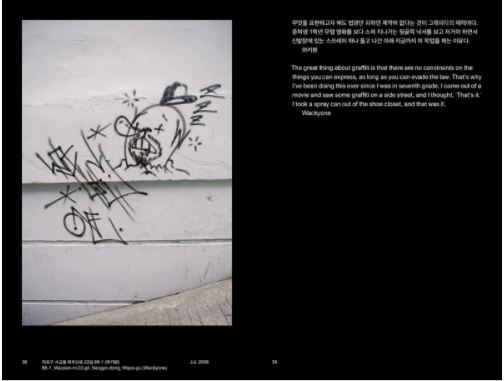 무엇을 표현하고자 해도 법망만 피하면 제약이 없다는 것이 그래피티의 매력이다.
중학생 1학년 무렵 영화를 보다 스쳐 지나가는 뒷골목 낙서를 보고 저거다 하면서
신발장에 있는 스프레이 하나 들고 나간 이래 지금까지 이 작업을 하는 이유다.
와키원
The great thing about graffiti is that there are no constraints on the
things you can express, as long as you can evade the law. That's why
I've been doing this ever since I was in seventh grade. I came out of a
movie and saw some graffiti on a side street, and I thought, 'That's it.'
I took a spray can out of the shoe closet, and that was it.
Wackyone
38
마포구 서교동 와우산로 22길 88-1 (와키원)
88-1, Wausan-ro 22-gil, Seogyo-dong, Mapo-gu (Wackyone)
JJ, 2008
39